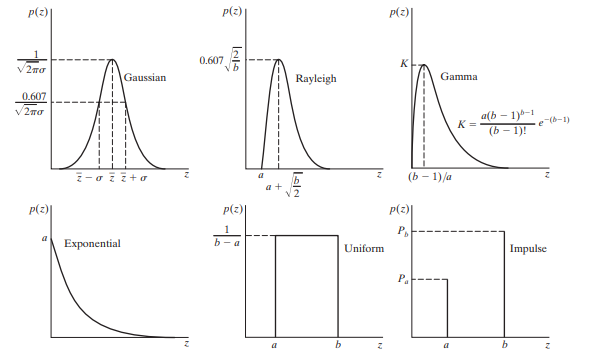 p(z)
1
√2πσ
0.607
√2πσ
Gaussian
z̄ − σ z̄ z̄ + σ
z
p(z)
0.607 √2/b
Rayleigh
a
a + √b/2
z
p(z)
K
Gamma
K = a(b − 1)ᵇ⁻¹/(b − 1)! e⁻⁽ᵇ⁻¹⁾
(b − 1)/a
z
p(z)
a
Exponential
z
p(z)
1
b − a
Uniform
a b z
p(z)
P_b
P_a
Impulse
a b z